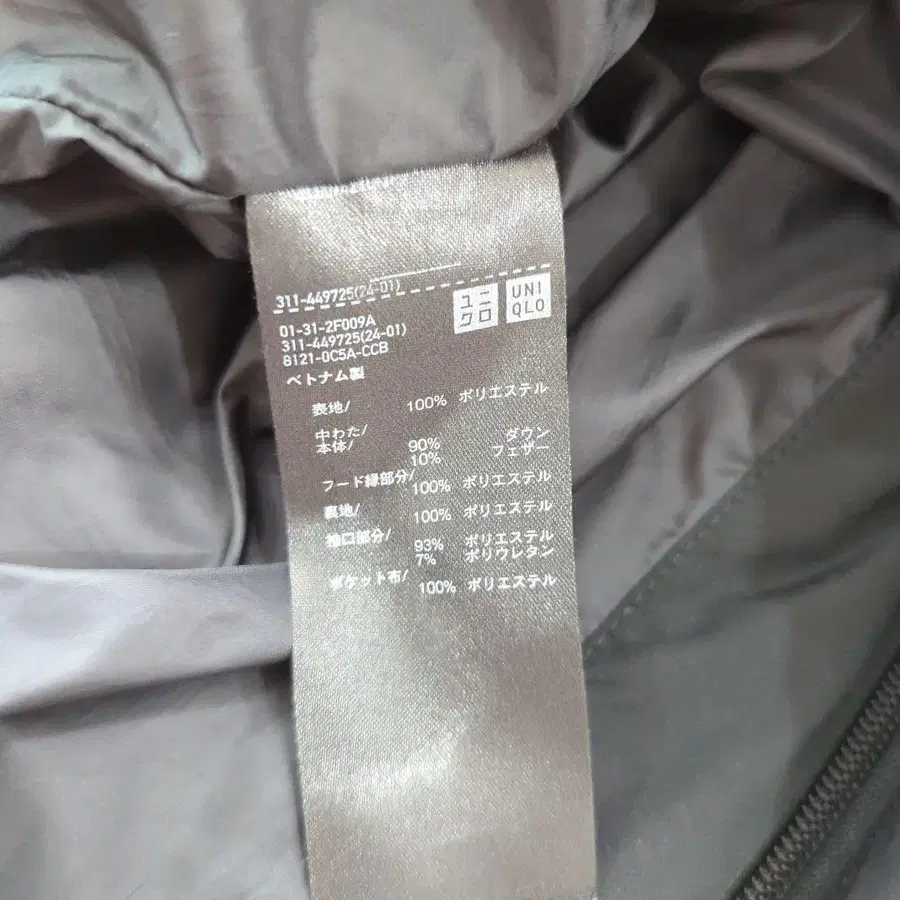 311-449725(24-01)
ユニクロ
UNIQLO
01-31-2F009A
311-449725(24-01)
8121-0C5A-CCB
ベトナム製
表地/ 100% ポリエステル
中わた/
本体/ 90% ダウン
10% フェザー
フード縁部分/ 100% ポリエステル
裏地/ 100% ポリエステル
袖口部分/ 93% ポリエステル
7% ポリウレタン
ポケット布/ 100% ポリエステル